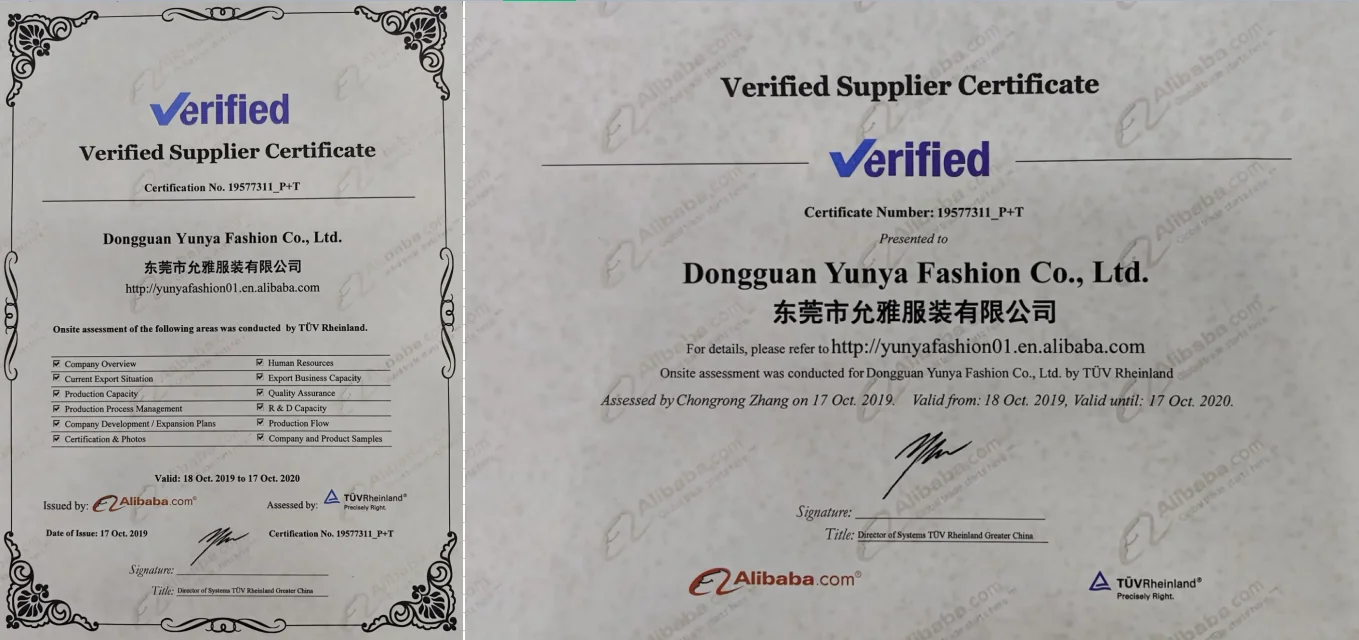 Verified
Verified Supplier Certificate
Certification No. 19577311_P+T
Dongguan Yunya Fashion Co., Ltd.
东莞市允雅服装有限公司
http://yunyafashion01.en.alibaba.com
Onsite assessment of the following areas was conducted by TÜV Rheinland.
Company Overview Human Resources
Current Export Situation Export Business Capacity
Production Capacity Quality Assurance
Production Process Management R & D Capacity
Company Development / Expansion Plans Production Flow
Certification & Photos Company and Product Samples
Valid: 18 Oct. 2019 to 17 Oct. 2020
Issued by: Alibaba.com® Assessed by: TÜVRheinland®
Precisely Right.
Date of Issue: 17 Oct. 2019 Certification No. 19577311_P+T
Signature:
Title: Director of Systems TÜV Rheinland Greater China
Verified Supplier Certificate
Verified
Certificate Number: 19577311_P+T
Presented to
Dongguan Yunya Fashion Co., Ltd.
东莞市允雅服装有限公司
For details, please refer to http://yunyafashion01.en.alibaba.com
Onsite assessment was conducted for Dongguan Yunya Fashion Co., Ltd. by TÜV Rheinland
Assessed by Chongrong Zhang on 17 Oct. 2019. Valid from: 18 Oct. 2019, Valid until: 17 Oct. 2020.
Signature:
Title: Director of Systems TÜV Rheinland Greater China
Alibaba.com® TÜVRheinland®
Precisely Right.